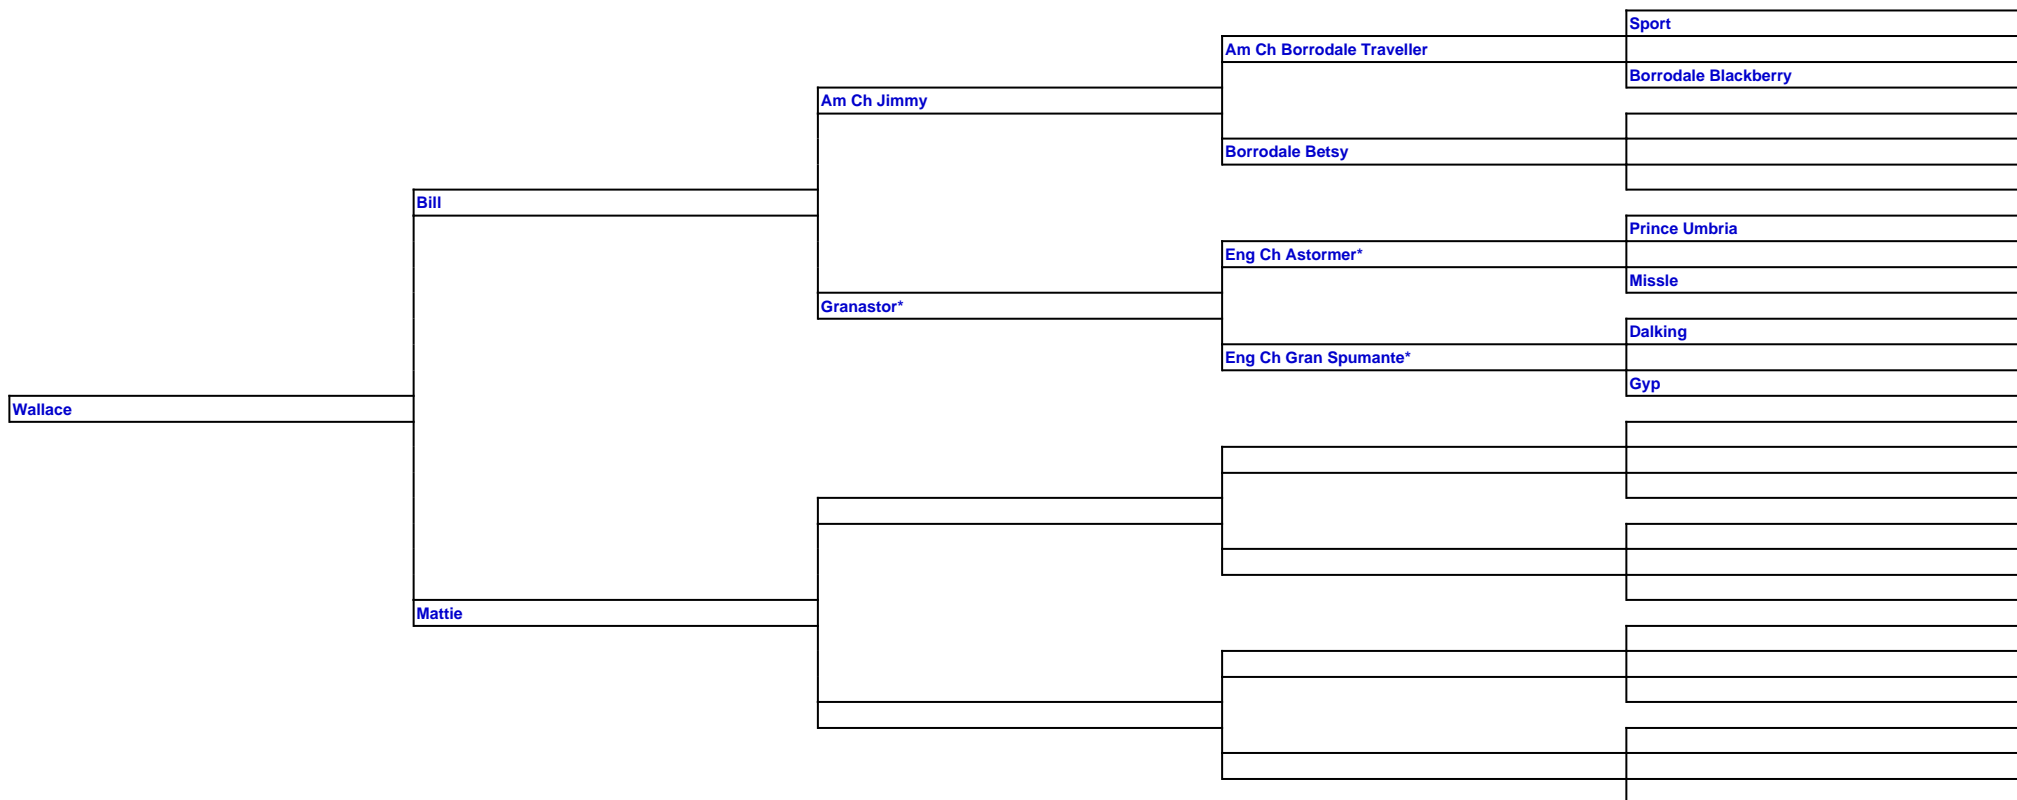 Sport
Am Ch Borrodale Traveller
Borrodale Blackberry
Am Ch Jimmy
Borrodale Betsy
Bill
Prince Umbria
Eng Ch Astormer*
Missle
Granastor*
Dalking
Eng Ch Gran Spumante*
Gyp
Wallace
Mattie